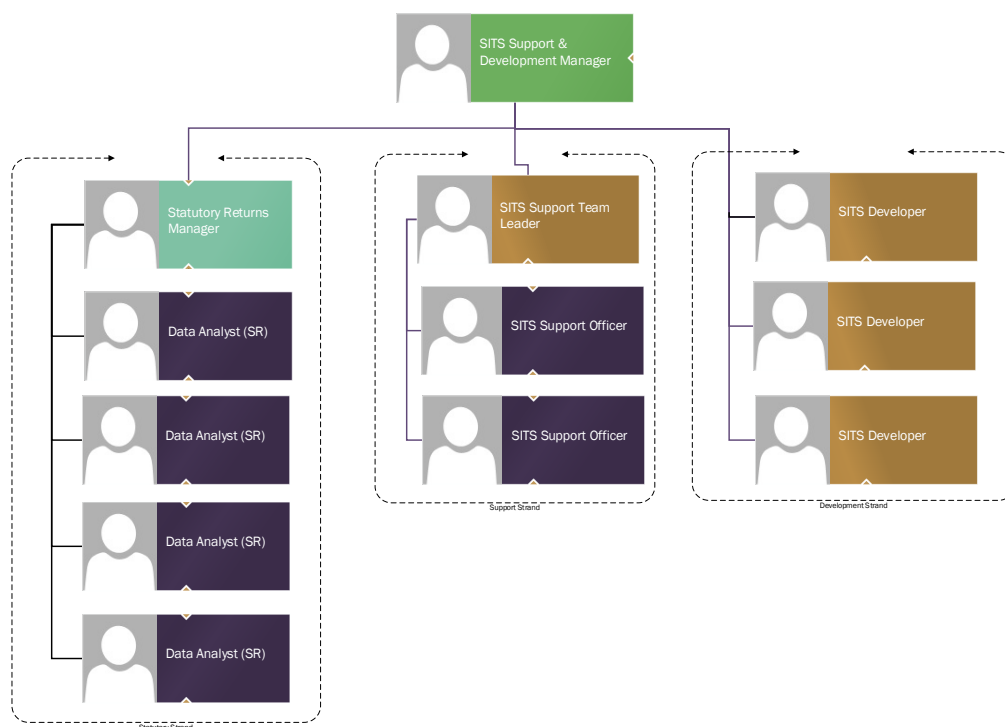 SITS Support &
Development Manager
Statutory Returns
Manager
Data Analyst (SR)
Data Analyst (SR)
Data Analyst (SR)
Data Analyst (SR)
Statutory Strand
SITS Support Team
Leader
SITS Support Officer
SITS Support Officer
Support Strand
SITS Developer
SITS Developer
SITS Developer
Development Strand